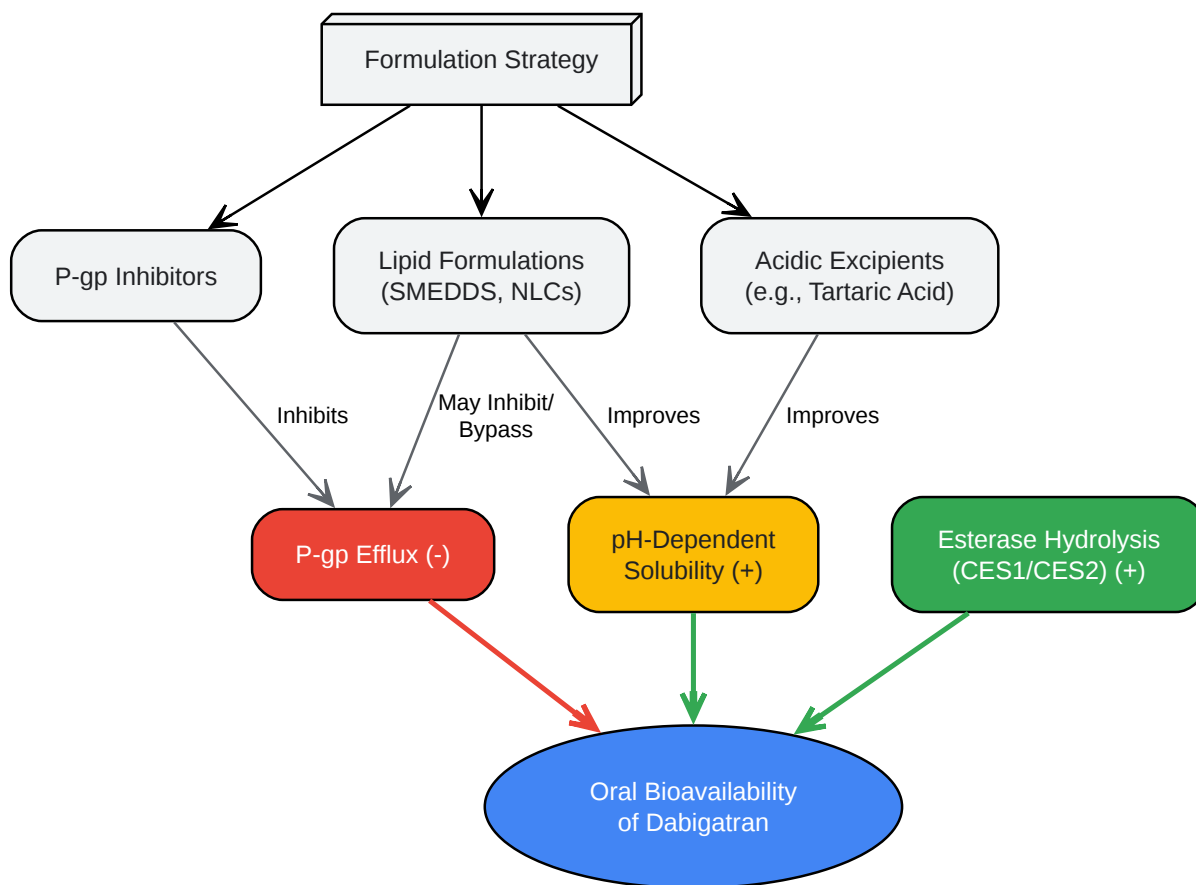 Formulation Strategy
P-gp Inhibitors
Lipid Formulations
(SMEDDS, NLCs)
Acidic Excipients
(e.g., Tartaric Acid)
Inhibits
May Inhibit/
Bypass
Improves
Improves
P-gp Efflux (-)
pH-Dependent
Solubility (+)
Esterase Hydrolysis
(CES1/CES2) (+)
Oral Bioavailability
of Dabigatran